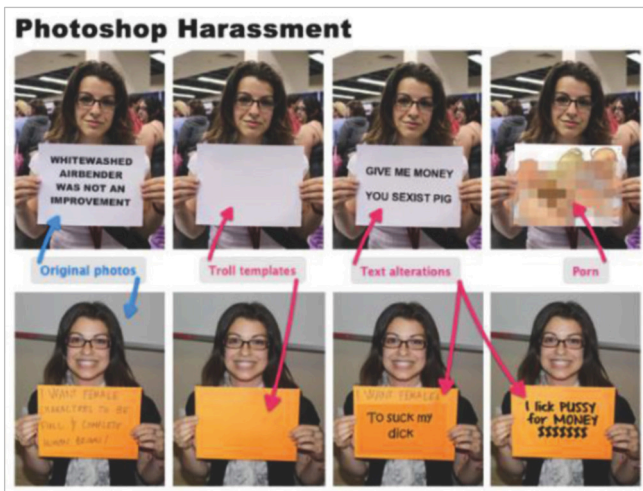 Photoshop Harassment
WHITEWASHED
AIRBENDER
WAS NOT AN
IMPROVEMENT
GIVE ME MONEY
YOU SEXIST PIG
Original photos
Troll templates
Text alterations
Porn
I WANT FEMALE
CHARACTERS TO BE
FULL & COMPLETE
HUMAN BEINGS!
I WANT FEMALES
To suck my
dick
I lick PUSSY
for MONEY
$$$$$$$